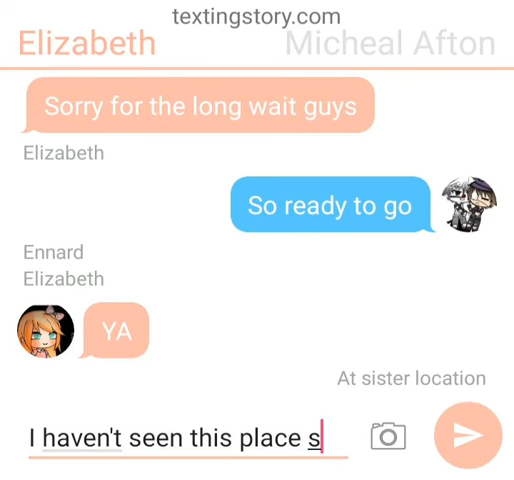 textingstory.com
Elizabeth Micheal Afton
Sorry for the long wait guys
Elizabeth
So ready to go
Ennard
Elizabeth
YA
At sister location
I haven't seen this place s